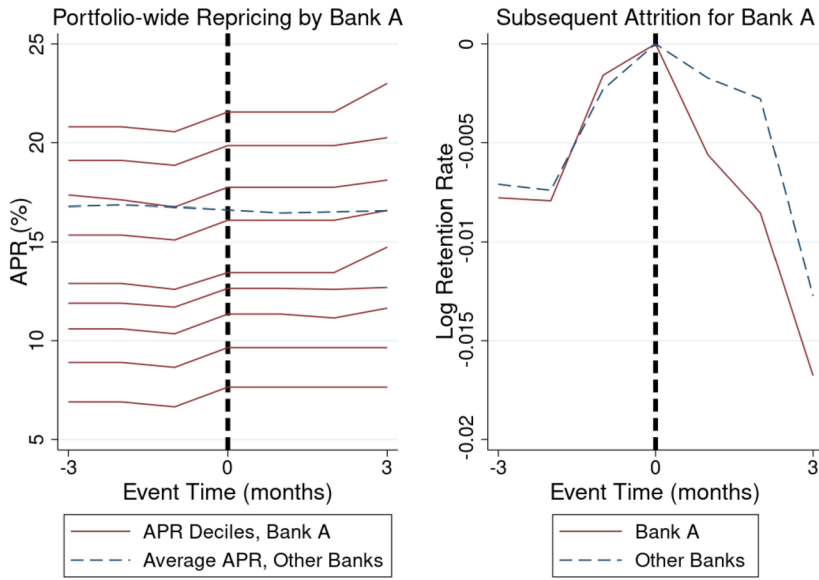 Portfolio-wide Repricing by Bank A
APR (%)
25
20
15
10
5
-3
0
3
Event Time (months)
APR Deciles, Bank A
Average APR, Other Banks
Subsequent Attrition for Bank A
Log Retention Rate
0
-0.005
-0.01
-0.015
-0.02
-3
0
3
Event Time (months)
Bank A
Other Banks